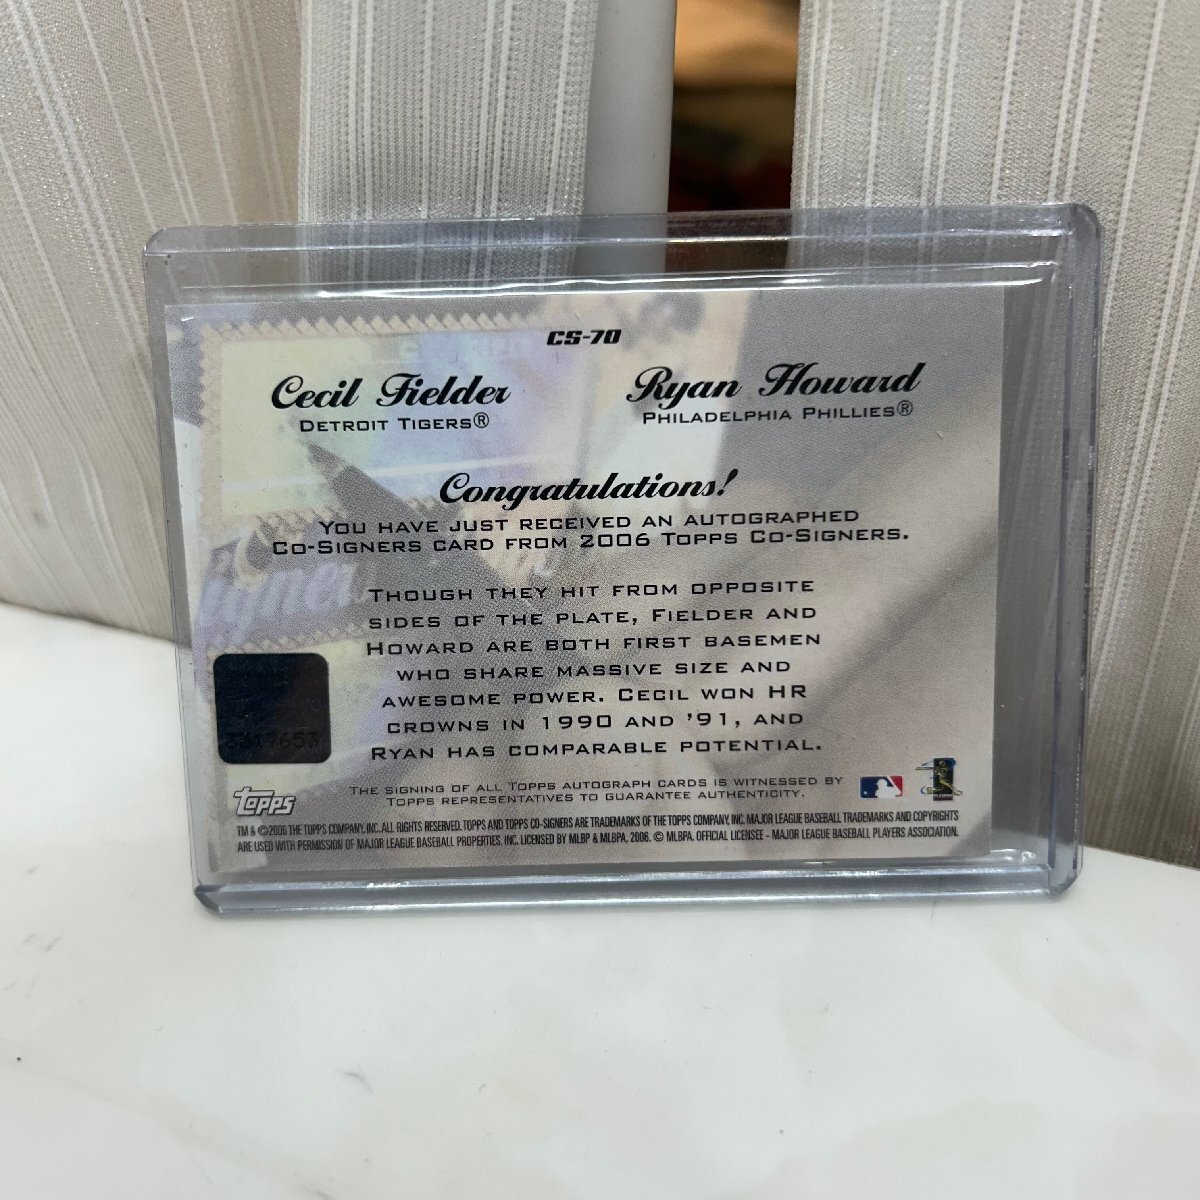 CS-70
Cecil Fielder
Detroit Tigers®
Ryan Howard
Philadelphia Phillies®
Congratulations!
You have just received an autographed
Co-Signers card from 2006 Topps Co-Signers.
Though they hit from opposite
sides of the plate, Fielder and
Howard are both first basemen
who share massive size and
awesome power. Cecil won HR
crowns in 1990 and '91, and
Ryan has comparable potential.
The signing of all Topps autograph cards is witnessed by
Topps representatives to guarantee authenticity.
Topps
TM & ©2006 THE TOPPS COMPANY, INC. ALL RIGHTS RESERVED. TOPPS AND TOPPS CO-SIGNERS ARE TRADEMARKS OF THE TOPPS COMPANY, INC. MAJOR LEAGUE BASEBALL TRADEMARKS AND COPYRIGHTS
ARE USED WITH PERMISSION OF MAJOR LEAGUE BASEBALL PROPERTIES, INC. LICENSED BY MLBP & MLBPA, 2006. © MLBPA. OFFICIAL LICENSEE - MAJOR LEAGUE BASEBALL PLAYERS ASSOCIATION.